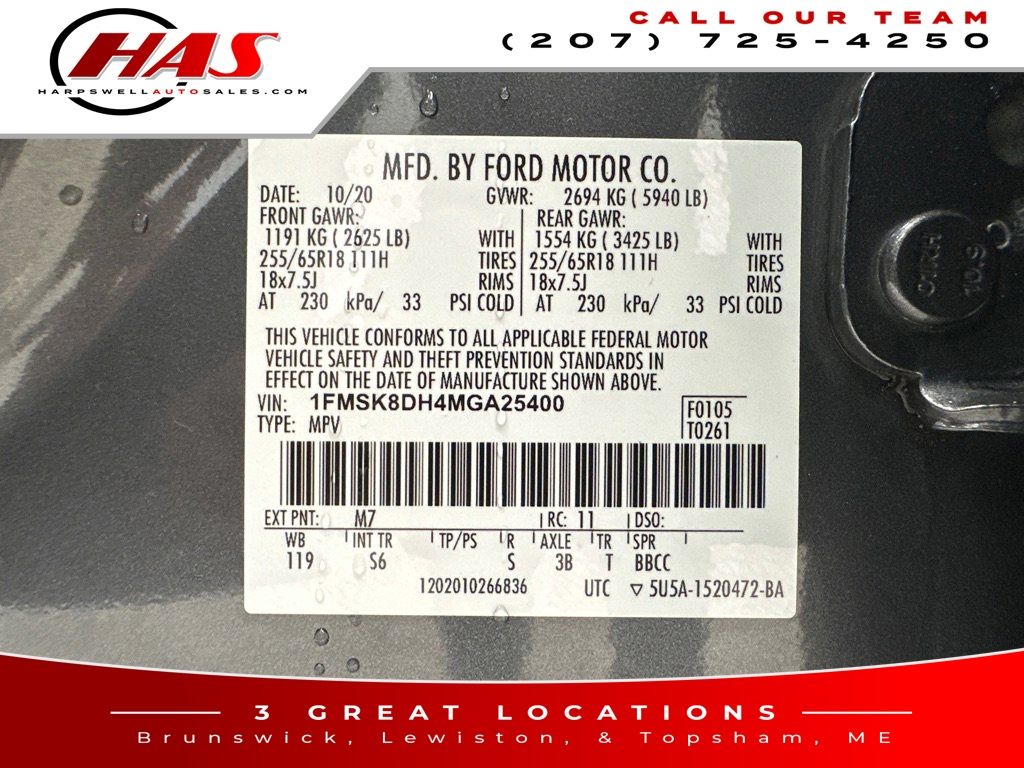 HAS
HARPSWELLAUTOSALES.COM
CALL OUR TEAM
(207) 725-4250
MFD. BY FORD MOTOR CO.
DATE: 10/20 GVWR: 2694 KG ( 5940 LB)
FRONT GAWR: REAR GAWR:
1191 KG ( 2625 LB) WITH 1554 KG ( 3425 LB) WITH
255/65R18 111H TIRES 255/65R18 111H TIRES
18x7.5J RIMS 18x7.5J RIMS
AT 230 kPa/ 33 PSI COLD AT 230 kPa/ 33 PSI COLD
THIS VEHICLE CONFORMS TO ALL APPLICABLE FEDERAL MOTOR
VEHICLE SAFETY AND THEFT PREVENTION STANDARDS IN
EFFECT ON THE DATE OF MANUFACTURE SHOWN ABOVE.
VIN: 1FMSK8DH4MGA25400 F0105
TYPE: MPV T0261
EXT PNT: M7 RC: 11 DSO:
WB INT TR TP/PS R AXLE TR SPR
119 S6 S 3B T BBCC
1202010266836 UTC ▽ 5U5A-1520472-BA
10.9
3 GREAT LOCATIONS
Brunswick, Lewiston, & Topsham, ME